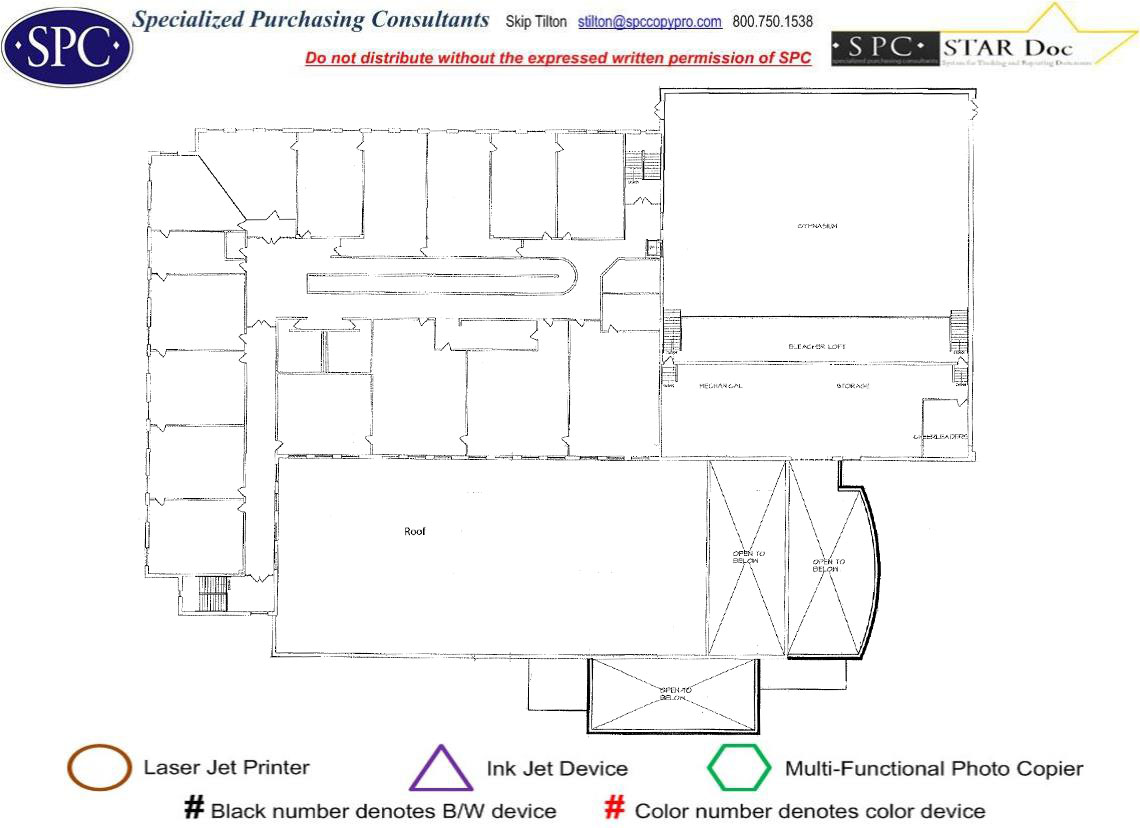 Specialized Purchasing Consultants Skip Tilton stilton@spccopypro.com 800.750.1538
·SPC·
·SPC· STAR Doc
specialized purchasing consultants System for Tracking and Reporting Documents
Do not distribute without the expressed written permission of SPC
GYMNASIUM
BLEACHER LOFT
MECHANICAL STORAGE
CHEERLEADERS
Roof
OPEN TO
BELOW
OPEN TO
BELOW
OPEN TO
BELOW
Laser Jet Printer Ink Jet Device Multi-Functional Photo Copier
# Black number denotes B/W device # Color number denotes color device